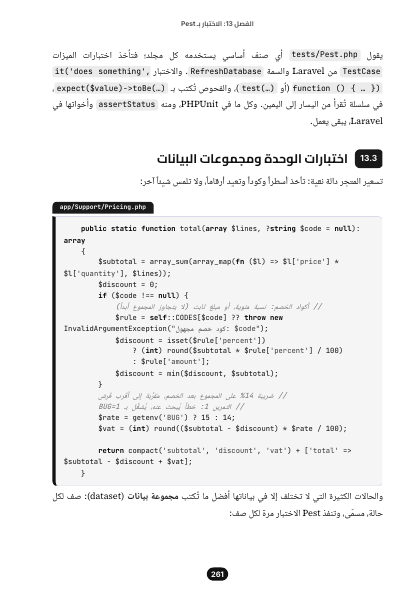 الفصل 13: الاختبار بـ Pest
يقول tests/Pest.php أي صنف أساسي يستخدمه كل مجلد؛ فتأخذ اختبارات الميزات
TestCase من Laravel والسمة RefreshDatabase. والاختبار it('does something',
function () { … }) (أو test(…))، والفحوص تُكتب بـ expect($value)->toBe(…)،
في سلسلة تُقرأ من اليسار إلى اليمين. وكل ما في PHPUnit، ومنه assertStatus وأخواتها في
Laravel، يبقى يعمل.
13.3 اختبارات الوحدة ومجموعات البيانات
تسعير المتجر دالة نقية: تأخذ أسطراً وكوداً وتعيد أرقاماً، ولا تلمس شيئاً آخر:
app/Support/Pricing.php
public static function total(array $lines, ?string $code = null):
array
{
$subtotal = array_sum(array_map(fn ($l) => $l['price'] *
$l['quantity'], $lines));
$discount = 0;
if ($code !== null) {
// أكواد الخصم: نسبة مئوية، أو مبلغ ثابت (لا يتجاوز المجموع أبداً)
$rule = self::CODES[$code] ?? throw new
InvalidArgumentException("كود خصم مجهول: $code");
$discount = isset($rule['percent'])
? (int) round($subtotal * $rule['percent'] / 100)
: $rule['amount'];
$discount = min($discount, $subtotal);
}
// ضريبة 14% على المجموع بعد الخصم، مقرّبة إلى أقرب قرش
// التمرين 1: خطأ يُبحث عنه، يُشغَّل بـ BUG=1
$rate = getenv('BUG') ? 15 : 14;
$vat = (int) round(($subtotal - $discount) * $rate / 100);
return compact('subtotal', 'discount', 'vat') + ['total' =>
$subtotal - $discount + $vat];
}
والحالات الكثيرة التي لا تختلف إلا في بياناتها أفضل ما تُكتب مجموعة بيانات (dataset): صف لكل
حالة، مسمّى، وتنفذ Pest الاختبار مرة لكل صف:
261